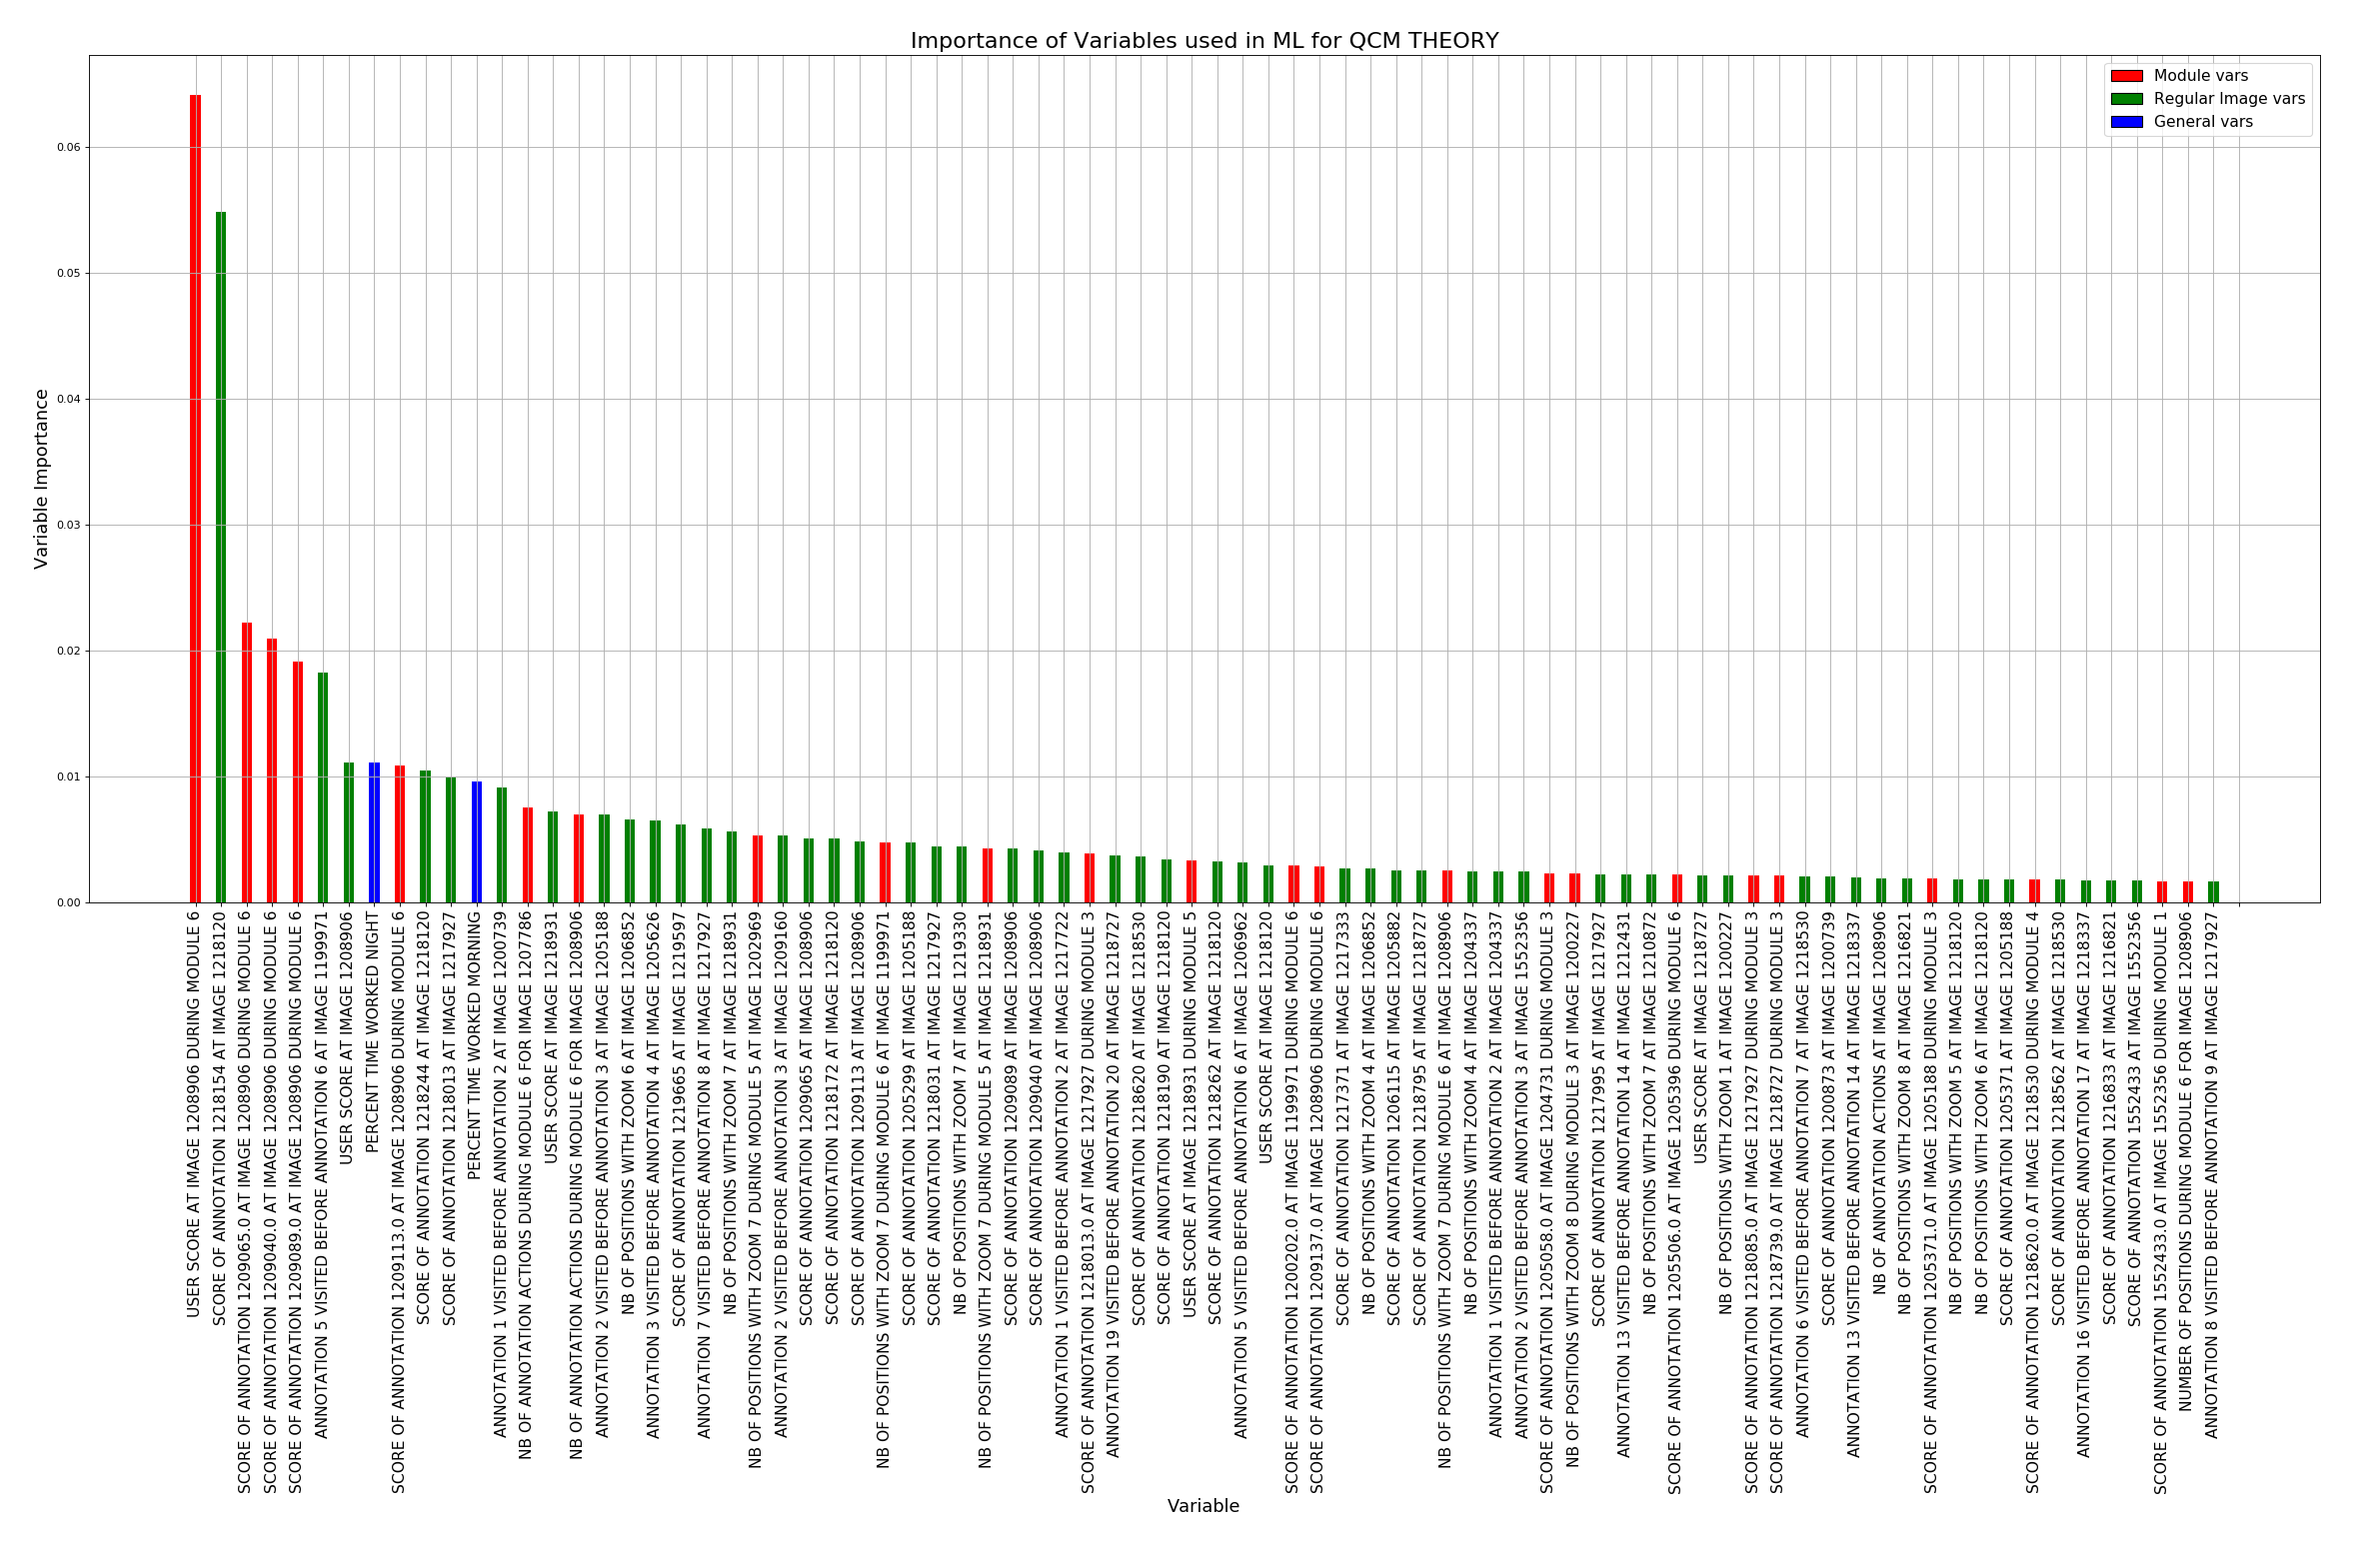 Importance of Variables used in ML for QCM THEORY
Module vars
Regular Image vars
General vars
Variable Importance
0.06
0.05
0.04
0.03
0.02
0.01
0.00
USER SCORE AT IMAGE 1208906 DURING MODULE 6
SCORE OF ANNOTATION 1218154 AT IMAGE 1218120
SCORE OF ANNOTATION 1209065.0 AT IMAGE 1208906 DURING MODULE 6
SCORE OF ANNOTATION 1209040.0 AT IMAGE 1208906 DURING MODULE 6
SCORE OF ANNOTATION 1209089.0 AT IMAGE 1208906 DURING MODULE 6
ANNOTATION 5 VISITED BEFORE ANNOTATION 6 AT IMAGE 1199971
USER SCORE AT IMAGE 1208906
PERCENT TIME WORKED NIGHT
SCORE OF ANNOTATION 1209113.0 AT IMAGE 1208906 DURING MODULE 6
SCORE OF ANNOTATION 1218244 AT IMAGE 1218120
SCORE OF ANNOTATION 1218013 AT IMAGE 1217927
PERCENT TIME WORKED MORNING
ANNOTATION 1 VISITED BEFORE ANNOTATION 2 AT IMAGE 1200739
NB OF ANNOTATION ACTIONS DURING MODULE 6 FOR IMAGE 1207786
USER SCORE AT IMAGE 1218931
NB OF ANNOTATION ACTIONS DURING MODULE 6 FOR IMAGE 1208906
ANNOTATION 2 VISITED BEFORE ANNOTATION 3 AT IMAGE 1205188
NB OF POSITIONS WITH ZOOM 6 AT IMAGE 1206852
ANNOTATION 3 VISITED BEFORE ANNOTATION 4 AT IMAGE 1205626
SCORE OF ANNOTATION 1219665 AT IMAGE 1219597
ANNOTATION 7 VISITED BEFORE ANNOTATION 8 AT IMAGE 1217927
NB OF POSITIONS WITH ZOOM 7 AT IMAGE 1218931
NB OF POSITIONS WITH ZOOM 7 DURING MODULE 5 AT IMAGE 1202969
ANNOTATION 2 VISITED BEFORE ANNOTATION 3 AT IMAGE 1209160
SCORE OF ANNOTATION 1209065 AT IMAGE 1208906
SCORE OF ANNOTATION 1218172 AT IMAGE 1218120
SCORE OF ANNOTATION 1209113 AT IMAGE 1208906
NB OF POSITIONS WITH ZOOM 7 DURING MODULE 6 AT IMAGE 1199971
SCORE OF ANNOTATION 1205299 AT IMAGE 1205188
SCORE OF ANNOTATION 1218031 AT IMAGE 1217927
NB OF POSITIONS WITH ZOOM 7 AT IMAGE 1219330
NB OF POSITIONS WITH ZOOM 7 DURING MODULE 5 AT IMAGE 1218931
SCORE OF ANNOTATION 1209089 AT IMAGE 1208906
SCORE OF ANNOTATION 1209040 AT IMAGE 1208906
ANNOTATION 1 VISITED BEFORE ANNOTATION 2 AT IMAGE 1217722
SCORE OF ANNOTATION 1218013.0 AT IMAGE 1217927 DURING MODULE 3
ANNOTATION 19 VISITED BEFORE ANNOTATION 20 AT IMAGE 1218727
SCORE OF ANNOTATION 1218620 AT IMAGE 1218530
SCORE OF ANNOTATION 1218190 AT IMAGE 1218120
USER SCORE AT IMAGE 1218931 DURING MODULE 5
SCORE OF ANNOTATION 1218262 AT IMAGE 1218120
ANNOTATION 5 VISITED BEFORE ANNOTATION 6 AT IMAGE 1206962
USER SCORE AT IMAGE 1218120
SCORE OF ANNOTATION 1200202.0 AT IMAGE 1199971 DURING MODULE 6
SCORE OF ANNOTATION 1209137.0 AT IMAGE 1208906 DURING MODULE 6
SCORE OF ANNOTATION 1217371 AT IMAGE 1217333
NB OF POSITIONS WITH ZOOM 4 AT IMAGE 1206852
SCORE OF ANNOTATION 1206115 AT IMAGE 1205882
SCORE OF ANNOTATION 1218795 AT IMAGE 1218727
NB OF POSITIONS WITH ZOOM 7 DURING MODULE 6 AT IMAGE 1208906
NB OF POSITIONS WITH ZOOM 4 AT IMAGE 1204337
ANNOTATION 1 VISITED BEFORE ANNOTATION 2 AT IMAGE 1204337
ANNOTATION 2 VISITED BEFORE ANNOTATION 3 AT IMAGE 1552356
SCORE OF ANNOTATION 1205058.0 AT IMAGE 1204731 DURING MODULE 3
NB OF POSITIONS WITH ZOOM 8 DURING MODULE 3 AT IMAGE 1200227
SCORE OF ANNOTATION 1217995 AT IMAGE 1217927
ANNOTATION 13 VISITED BEFORE ANNOTATION 14 AT IMAGE 1212431
NB OF POSITIONS WITH ZOOM 7 AT IMAGE 1210872
SCORE OF ANNOTATION 1205506.0 AT IMAGE 1205396 DURING MODULE 6
USER SCORE AT IMAGE 1218727
NB OF POSITIONS WITH ZOOM 1 AT IMAGE 1200227
SCORE OF ANNOTATION 1218085.0 AT IMAGE 1217927 DURING MODULE 3
SCORE OF ANNOTATION 1218739.0 AT IMAGE 1218727 DURING MODULE 3
ANNOTATION 6 VISITED BEFORE ANNOTATION 7 AT IMAGE 1218530
SCORE OF ANNOTATION 1200873 AT IMAGE 1200739
ANNOTATION 13 VISITED BEFORE ANNOTATION 14 AT IMAGE 1218337
NB OF ANNOTATION ACTIONS AT IMAGE 1208906
NB OF POSITIONS WITH ZOOM 8 AT IMAGE 1216821
SCORE OF ANNOTATION 1205371.0 AT IMAGE 1205188 DURING MODULE 3
NB OF POSITIONS WITH ZOOM 5 AT IMAGE 1218120
NB OF POSITIONS WITH ZOOM 6 AT IMAGE 1218120
SCORE OF ANNOTATION 1205371 AT IMAGE 1205188
SCORE OF ANNOTATION 1218620.0 AT IMAGE 1218530 DURING MODULE 4
SCORE OF ANNOTATION 1218562 AT IMAGE 1218530
ANNOTATION 16 VISITED BEFORE ANNOTATION 17 AT IMAGE 1218337
SCORE OF ANNOTATION 1216833 AT IMAGE 1216821
SCORE OF ANNOTATION 1552433 AT IMAGE 1552356
SCORE OF ANNOTATION 1552433.0 AT IMAGE 1552356 DURING MODULE 1
NUMBER OF POSITIONS DURING MODULE 6 FOR IMAGE 1208906
ANNOTATION 8 VISITED BEFORE ANNOTATION 9 AT IMAGE 1217927
Variable